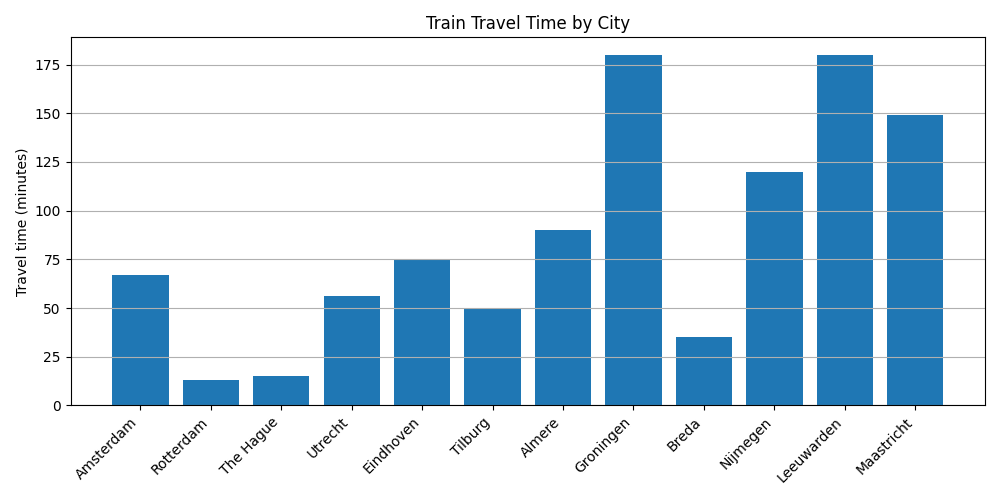 Train Travel Time by City
Travel time (minutes)
175
150
125
100
75
50
25
0
Amsterdam
Rotterdam
The Hague
Utrecht
Eindhoven
Tilburg
Almere
Groningen
Breda
Nijmegen
Leeuwarden
Maastricht